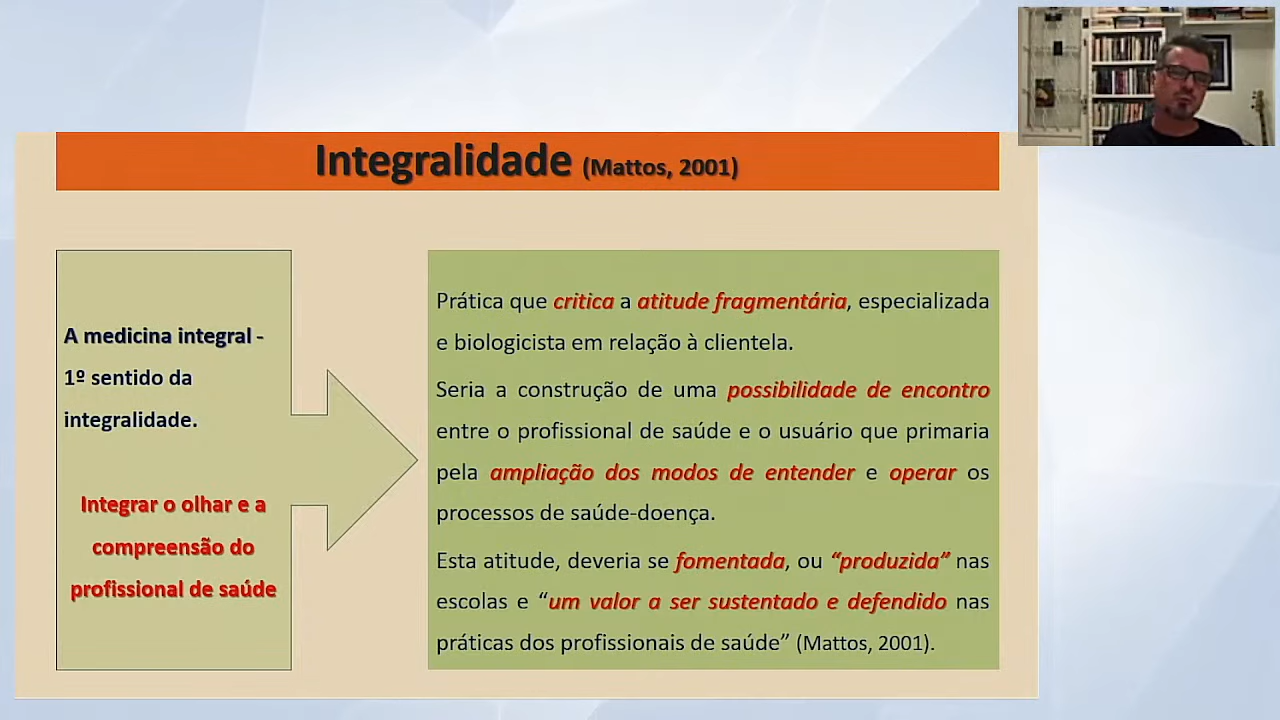 Integralidade (Mattos, 2001)
A medicina integral -
1º sentido da
integralidade.
Integrar o olhar e a
compreensão do
profissional de saúde
Prática que critica a atitude fragmentária, especializada
e biologicista em relação à clientela.
Seria a construção de uma possibilidade de encontro
entre o profissional de saúde e o usuário que primaria
pela ampliação dos modos de entender e operar os
processos de saúde-doença.
Esta atitude, deveria se fomentada, ou “produzida” nas
escolas e “um valor a ser sustentado e defendido nas
práticas dos profissionais de saúde” (Mattos, 2001).